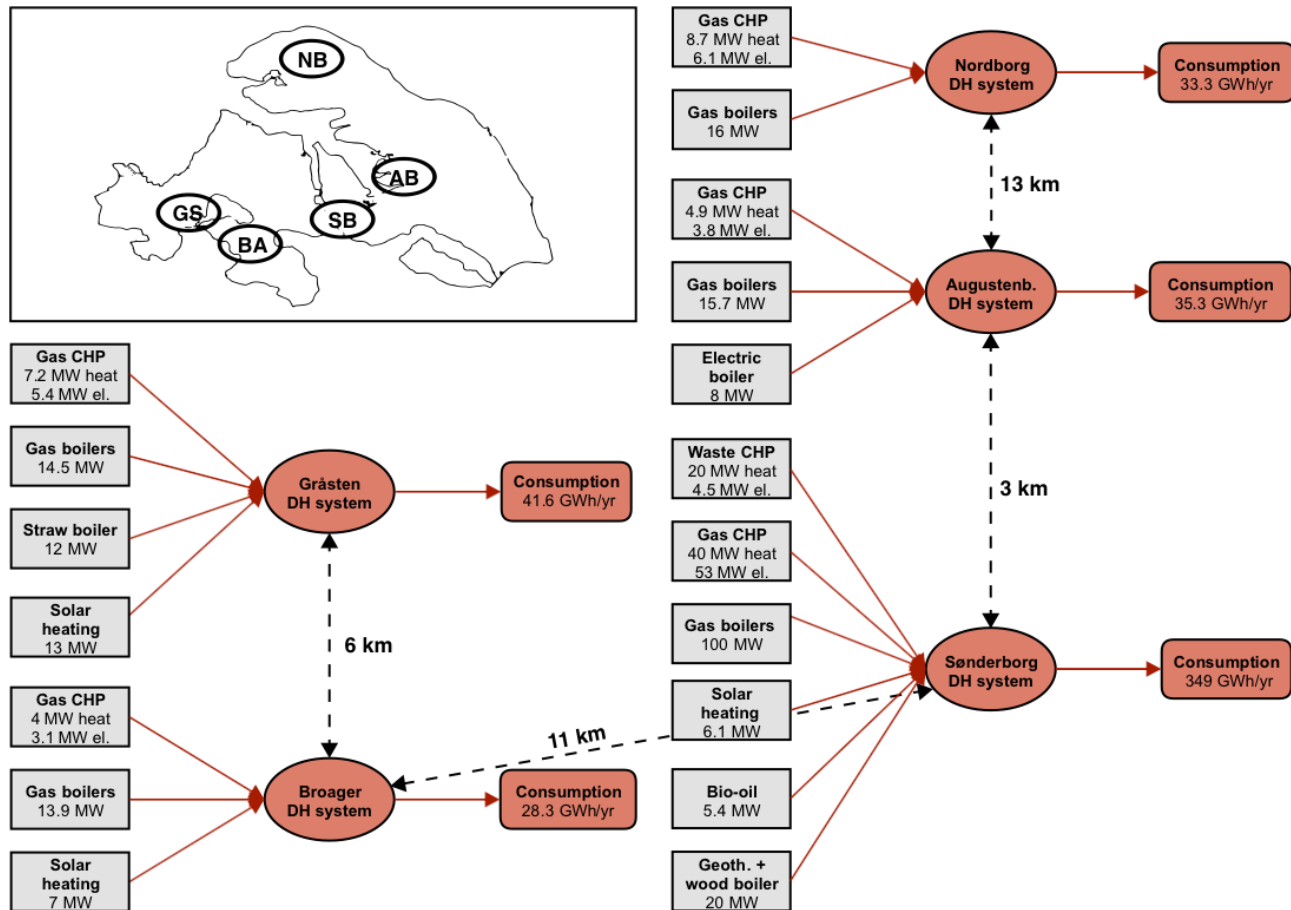 NB
AB
GS
SB
BA
Gas CHP
7.2 MW heat
5.4 MW el.
Gas boilers
14.5 MW
Straw boiler
12 MW
Solar
heating
13 MW
Gråsten
DH system
Consumption
41.6 GWh/yr
6 km
Gas CHP
4 MW heat
3.1 MW el.
Gas boilers
13.9 MW
Solar
heating
7 MW
Broager
DH system
Consumption
28.3 GWh/yr
11 km
Gas CHP
8.7 MW heat
6.1 MW el.
Gas boilers
16 MW
Nordborg
DH system
Consumption
33.3 GWh/yr
13 km
Gas CHP
4.9 MW heat
3.8 MW el.
Gas boilers
15.7 MW
Electric
boiler
8 MW
Augustenb.
DH system
Consumption
35.3 GWh/yr
3 km
Waste CHP
20 MW heat
4.5 MW el.
Gas CHP
40 MW heat
53 MW el.
Gas boilers
100 MW
Solar
heating
6.1 MW
Bio-oil
5.4 MW
Geoth. +
wood boiler
20 MW
Sønderborg
DH system
Consumption
349 GWh/yr